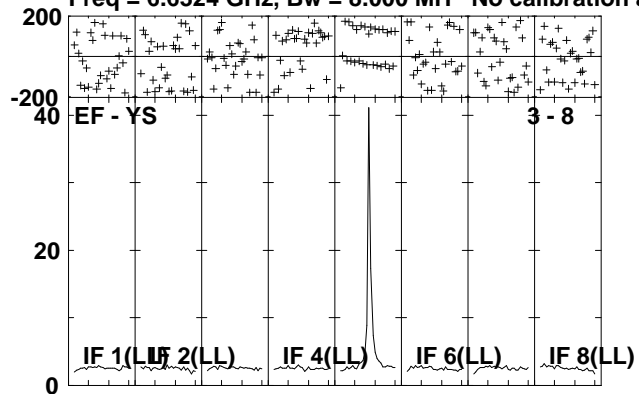 Freq = 6.6524 GHz, Bw = 8.000 MH No calibration a
200
-200
40
EF - YS
3 - 8
20
IF 1(LL)
IF 2(LL)
IF 4(LL)
IF 6(LL)
IF 8(LL)
0